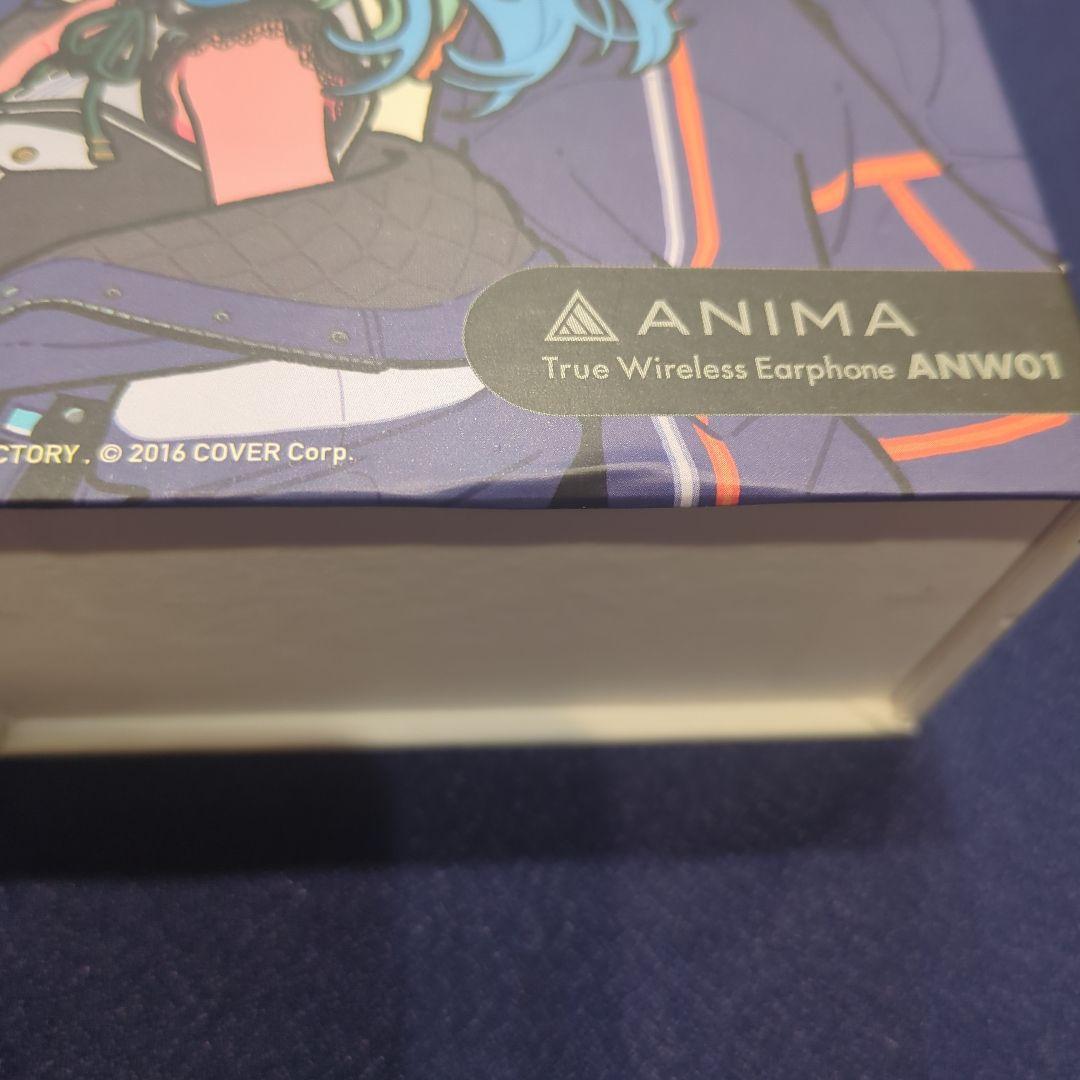 ANIMA
True Wireless Earphone ANW01
CTORY . © 2016 COVER Corp.